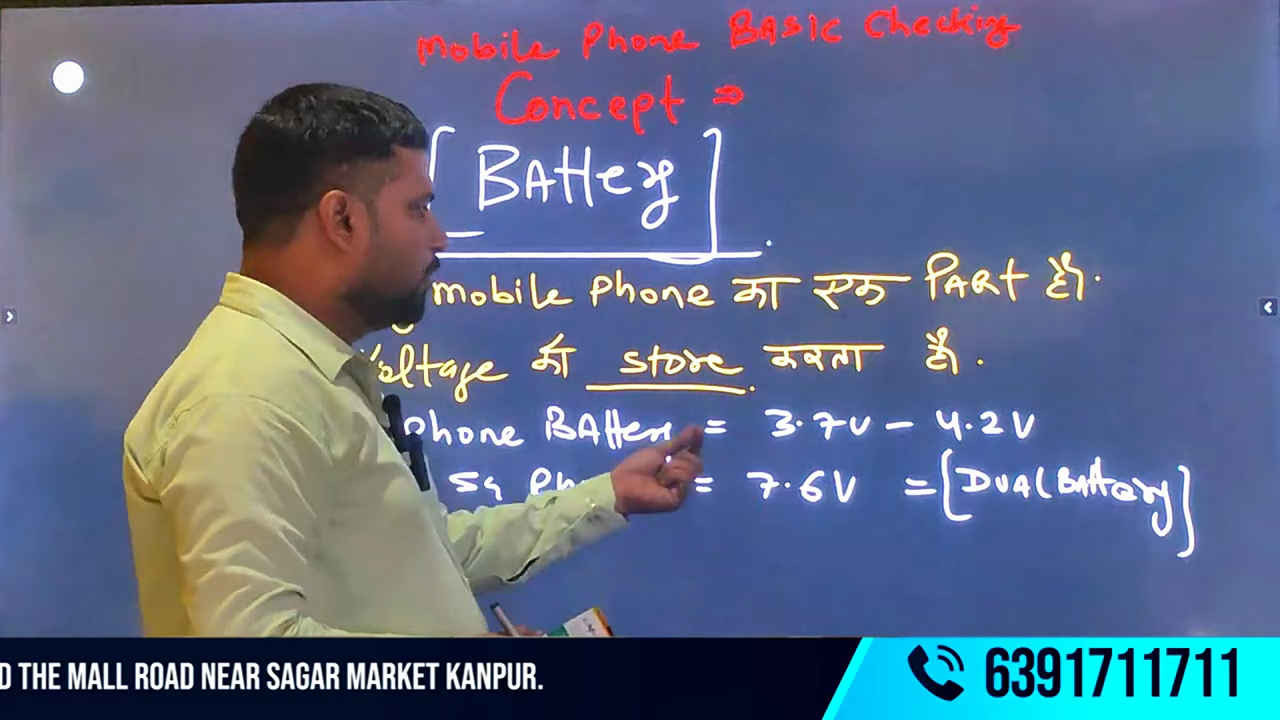 Mobile Phone BASIC Checking
Concept ⇒
[BAttery]
mobile phone का एक PARt है.
Voltage को store करता है.
phone BAttery = 3.7V - 4.2V
5G = 7.6V = [DUAL BAttery]
THE MALL ROAD NEAR SAGAR MARKET KANPUR.
6391711711